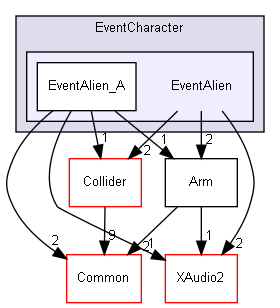 EventCharacter
EventAlien_A
EventAlien
1
2
1
2
Collider
Arm
9
2
2
1
1
2
Common
XAudio2